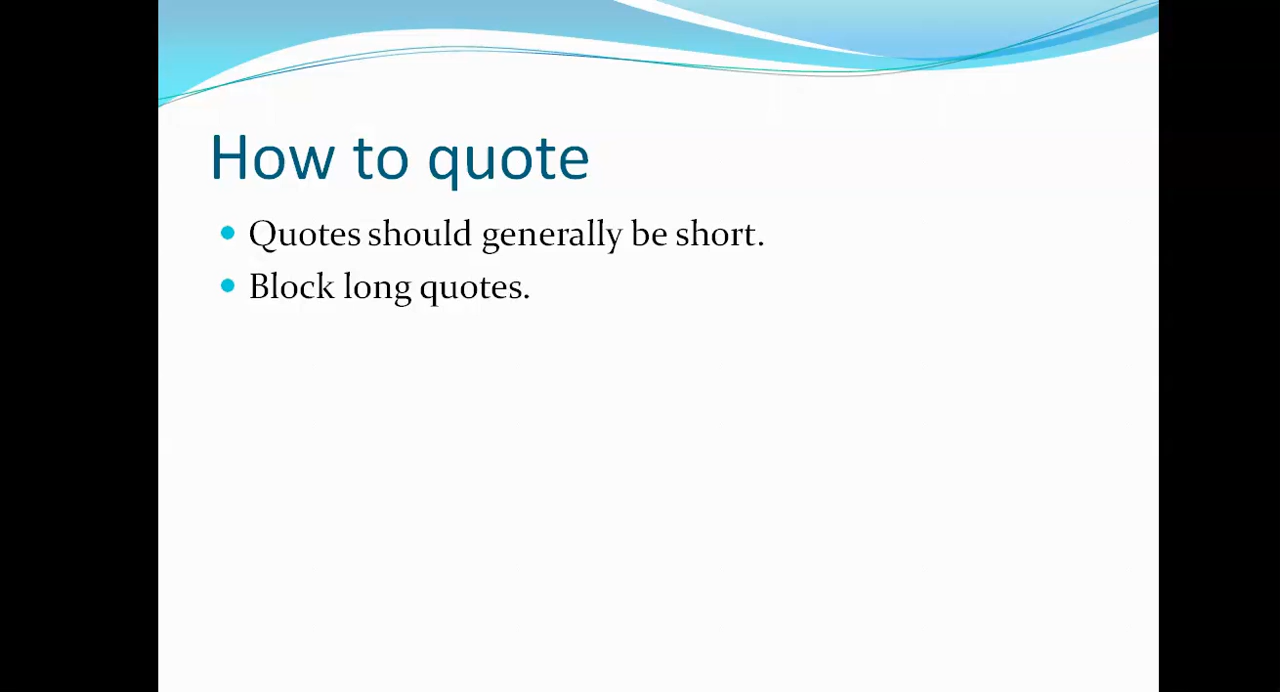 How to quote
• Quotes should generally be short.
• Block long quotes.